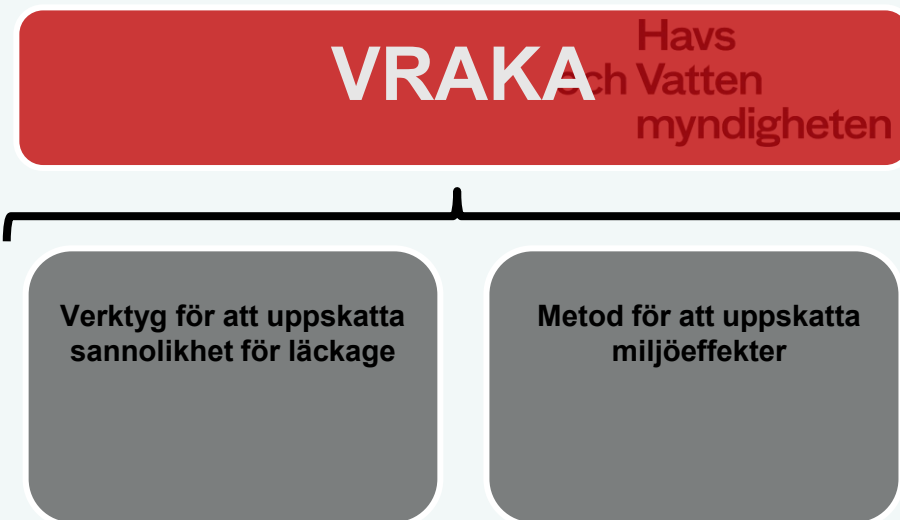 VRAKA
Havs
och Vatten
myndigheten
Verktyg för att uppskatta
sannolikhet för läckage
Metod för att uppskatta
miljöeffekter